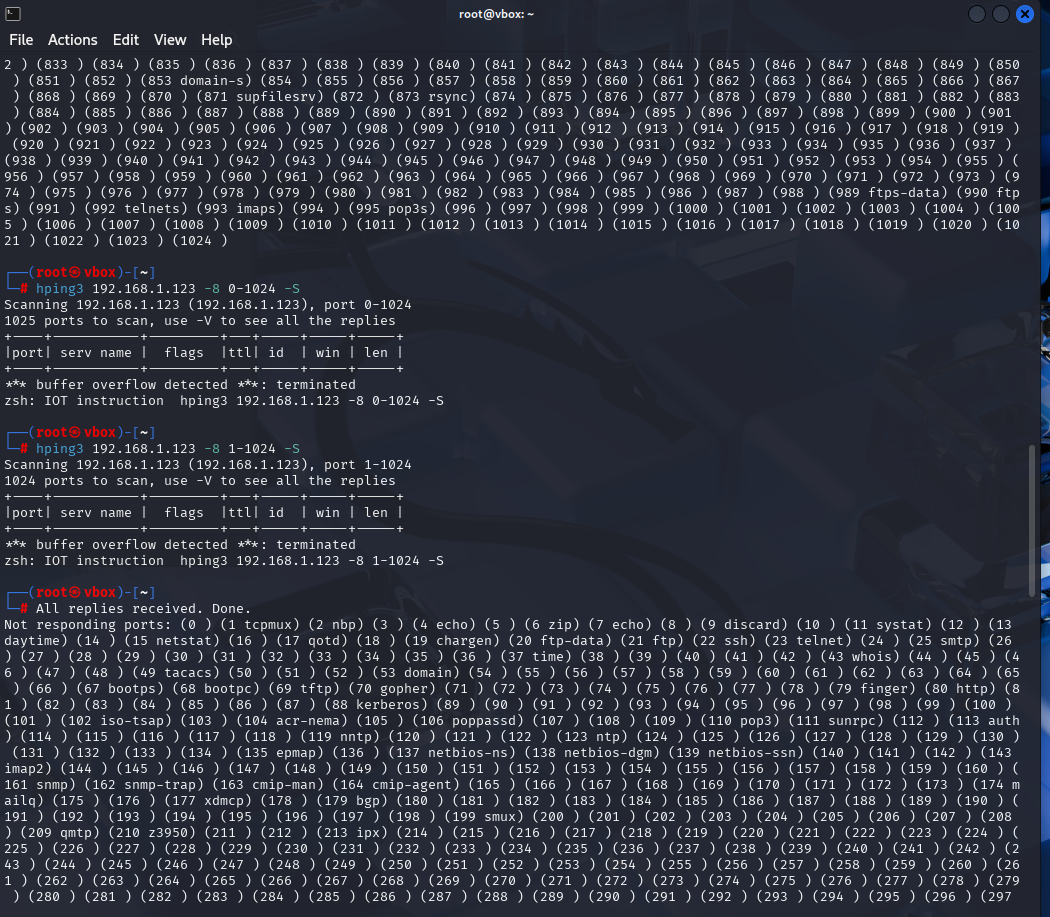 root@vbox: ~
File Actions Edit View Help
2 ) (833 ) (834 ) (835 ) (836 ) (837 ) (838 ) (839 ) (840 ) (841 ) (842 ) (843 ) (844 ) (845 ) (846 ) (847 ) (848 ) (849 ) (850
) (851 ) (852 ) (853 domain-s) (854 ) (855 ) (856 ) (857 ) (858 ) (859 ) (860 ) (861 ) (862 ) (863 ) (864 ) (865 ) (866 ) (867
) (868 ) (869 ) (870 ) (871 supfilesrv) (872 ) (873 rsync) (874 ) (875 ) (876 ) (877 ) (878 ) (879 ) (880 ) (881 ) (882 ) (883
) (884 ) (885 ) (886 ) (887 ) (888 ) (889 ) (890 ) (891 ) (892 ) (893 ) (894 ) (895 ) (896 ) (897 ) (898 ) (899 ) (900 ) (901
) (902 ) (903 ) (904 ) (905 ) (906 ) (907 ) (908 ) (909 ) (910 ) (911 ) (912 ) (913 ) (914 ) (915 ) (916 ) (917 ) (918 ) (919 )
(920 ) (921 ) (922 ) (923 ) (924 ) (925 ) (926 ) (927 ) (928 ) (929 ) (930 ) (931 ) (932 ) (933 ) (934 ) (935 ) (936 ) (937 )
(938 ) (939 ) (940 ) (941 ) (942 ) (943 ) (944 ) (945 ) (946 ) (947 ) (948 ) (949 ) (950 ) (951 ) (952 ) (953 ) (954 ) (955 ) (
956 ) (957 ) (958 ) (959 ) (960 ) (961 ) (962 ) (963 ) (964 ) (965 ) (966 ) (967 ) (968 ) (969 ) (970 ) (971 ) (972 ) (973 ) (9
74 ) (975 ) (976 ) (977 ) (978 ) (979 ) (980 ) (981 ) (982 ) (983 ) (984 ) (985 ) (986 ) (987 ) (988 ) (989 ftps-data) (990 ftp
s) (991 ) (992 telnets) (993 imaps) (994 ) (995 pop3s) (996 ) (997 ) (998 ) (999 ) (1000 ) (1001 ) (1002 ) (1003 ) (1004 ) (100
5 ) (1006 ) (1007 ) (1008 ) (1009 ) (1010 ) (1011 ) (1012 ) (1013 ) (1014 ) (1015 ) (1016 ) (1017 ) (1018 ) (1019 ) (1020 ) (10
21 ) (1022 ) (1023 ) (1024 )
┌──(root㉿vbox)-[~]
└─# hping3 192.168.1.123 -8 0-1024 -S
Scanning 192.168.1.123 (192.168.1.123), port 0-1024
1025 ports to scan, use -V to see all the replies
+----+-----------+---------+---+-----+-----+-----+
|port| serv name |  flags  |ttl| id  | win | len |
+----+-----------+---------+---+-----+-----+-----+
*** buffer overflow detected ***: terminated
zsh: IOT instruction  hping3 192.168.1.123 -8 0-1024 -S
┌──(root㉿vbox)-[~]
└─# hping3 192.168.1.123 -8 1-1024 -S
Scanning 192.168.1.123 (192.168.1.123), port 1-1024
1024 ports to scan, use -V to see all the replies
+----+-----------+---------+---+-----+-----+-----+
|port| serv name |  flags  |ttl| id  | win | len |
+----+-----------+---------+---+-----+-----+-----+
*** buffer overflow detected ***: terminated
zsh: IOT instruction  hping3 192.168.1.123 -8 1-1024 -S
┌──(root㉿vbox)-[~]
└─# All replies received. Done.
Not responding ports: (0 ) (1 tcpmux) (2 nbp) (3 ) (4 echo) (5 ) (6 zip) (7 echo) (8 ) (9 discard) (10 ) (11 systat) (12 ) (13
daytime) (14 ) (15 netstat) (16 ) (17 qotd) (18 ) (19 chargen) (20 ftp-data) (21 ftp) (22 ssh) (23 telnet) (24 ) (25 smtp) (26
) (27 ) (28 ) (29 ) (30 ) (31 ) (32 ) (33 ) (34 ) (35 ) (36 ) (37 time) (38 ) (39 ) (40 ) (41 ) (42 ) (43 whois) (44 ) (45 ) (4
6 ) (47 ) (48 ) (49 tacacs) (50 ) (51 ) (52 ) (53 domain) (54 ) (55 ) (56 ) (57 ) (58 ) (59 ) (60 ) (61 ) (62 ) (63 ) (64 ) (65
) (66 ) (67 bootps) (68 bootpc) (69 tftp) (70 gopher) (71 ) (72 ) (73 ) (74 ) (75 ) (76 ) (77 ) (78 ) (79 finger) (80 http) (8
1 ) (82 ) (83 ) (84 ) (85 ) (86 ) (87 ) (88 kerberos) (89 ) (90 ) (91 ) (92 ) (93 ) (94 ) (95 ) (96 ) (97 ) (98 ) (99 ) (100 )
(101 ) (102 iso-tsap) (103 ) (104 acr-nema) (105 ) (106 poppassd) (107 ) (108 ) (109 ) (110 pop3) (111 sunrpc) (112 ) (113 auth
) (114 ) (115 ) (116 ) (117 ) (118 ) (119 nntp) (120 ) (121 ) (122 ) (123 ntp) (124 ) (125 ) (126 ) (127 ) (128 ) (129 ) (130 )
(131 ) (132 ) (133 ) (134 ) (135 epmap) (136 ) (137 netbios-ns) (138 netbios-dgm) (139 netbios-ssn) (140 ) (141 ) (142 ) (143
imap2) (144 ) (145 ) (146 ) (147 ) (148 ) (149 ) (150 ) (151 ) (152 ) (153 ) (154 ) (155 ) (156 ) (157 ) (158 ) (159 ) (160 ) (
161 snmp) (162 snmp-trap) (163 cmip-man) (164 cmip-agent) (165 ) (166 ) (167 ) (168 ) (169 ) (170 ) (171 ) (172 ) (173 ) (174 m
ailq) (175 ) (176 ) (177 xdmcp) (178 ) (179 bgp) (180 ) (181 ) (182 ) (183 ) (184 ) (185 ) (186 ) (187 ) (188 ) (189 ) (190 ) (
191 ) (192 ) (193 ) (194 ) (195 ) (196 ) (197 ) (198 ) (199 smux) (200 ) (201 ) (202 ) (203 ) (204 ) (205 ) (206 ) (207 ) (208
) (209 qmtp) (210 z3950) (211 ) (212 ) (213 ipx) (214 ) (215 ) (216 ) (217 ) (218 ) (219 ) (220 ) (221 ) (222 ) (223 ) (224 ) (
225 ) (226 ) (227 ) (228 ) (229 ) (230 ) (231 ) (232 ) (233 ) (234 ) (235 ) (236 ) (237 ) (238 ) (239 ) (240 ) (241 ) (242 ) (2
43 ) (244 ) (245 ) (246 ) (247 ) (248 ) (249 ) (250 ) (251 ) (252 ) (253 ) (254 ) (255 ) (256 ) (257 ) (258 ) (259 ) (260 ) (26
1 ) (262 ) (263 ) (264 ) (265 ) (266 ) (267 ) (268 ) (269 ) (270 ) (271 ) (272 ) (273 ) (274 ) (275 ) (276 ) (277 ) (278 ) (279
) (280 ) (281 ) (282 ) (283 ) (284 ) (285 ) (286 ) (287 ) (288 ) (289 ) (290 ) (291 ) (292 ) (293 ) (294 ) (295 ) (296 ) (297